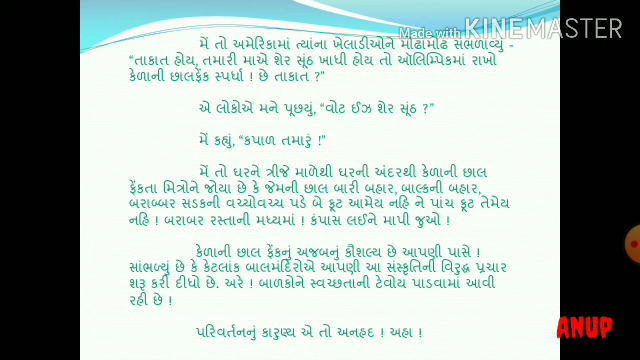 Made with KINEMASTER
મેં તો અમેરિકામાં ત્યાંના ખેલાડીઓને મોઢામોઢ સંભળાવ્યું -
“તાકાત હોય, તમારી માએ શેર સૂંઠ ખાધી હોય તો ઑલિમ્પિકમાં રાખો
કેળાની છાલફેંક સ્પર્ધા ! છે તાકાત ?”
એ લોકોએ મને પૂછયું, “વોટ ઈઝ શેર સૂંઠ ?”
મેં કહ્યું, “કપાળ તમારું !”
મેં તો ઘરને ત્રીજે માળેથી ઘરની અંદરથી કેળાની છાલ
ફેંકતા મિત્રોને જોયા છે કે જેમની છાલ બારી બહાર, બાલ્કની બહાર,
બરાબ્બર સડકની વચ્ચોવચ્ચ પડે બે ફૂટ આમેય નહિ ને પાંચ ફૂટ તેમેય
નહિ ! બરાબર રસ્તાની મધ્યમાં ! કંપાસ લઈને માપી જુઓ !
કેળાની છાલ ફેંકનું અજબનું કૌશલ્ય છે આપણી પાસે !
સાંભળ્યું છે કે કેટલાંક બાલમંદિરોએ આપણી આ સંસ્કૃતિની વિરુદ્ધ પ્રચાર
શરૂ કરી દીધો છે. અરે ! બાળકોને સ્વચ્છતાની ટેવોય પાડવામાં આવી
રહી છે !
પરિવર્તનનું કારુણ્ય એ તો અનહદ ! અહા !
ANUP